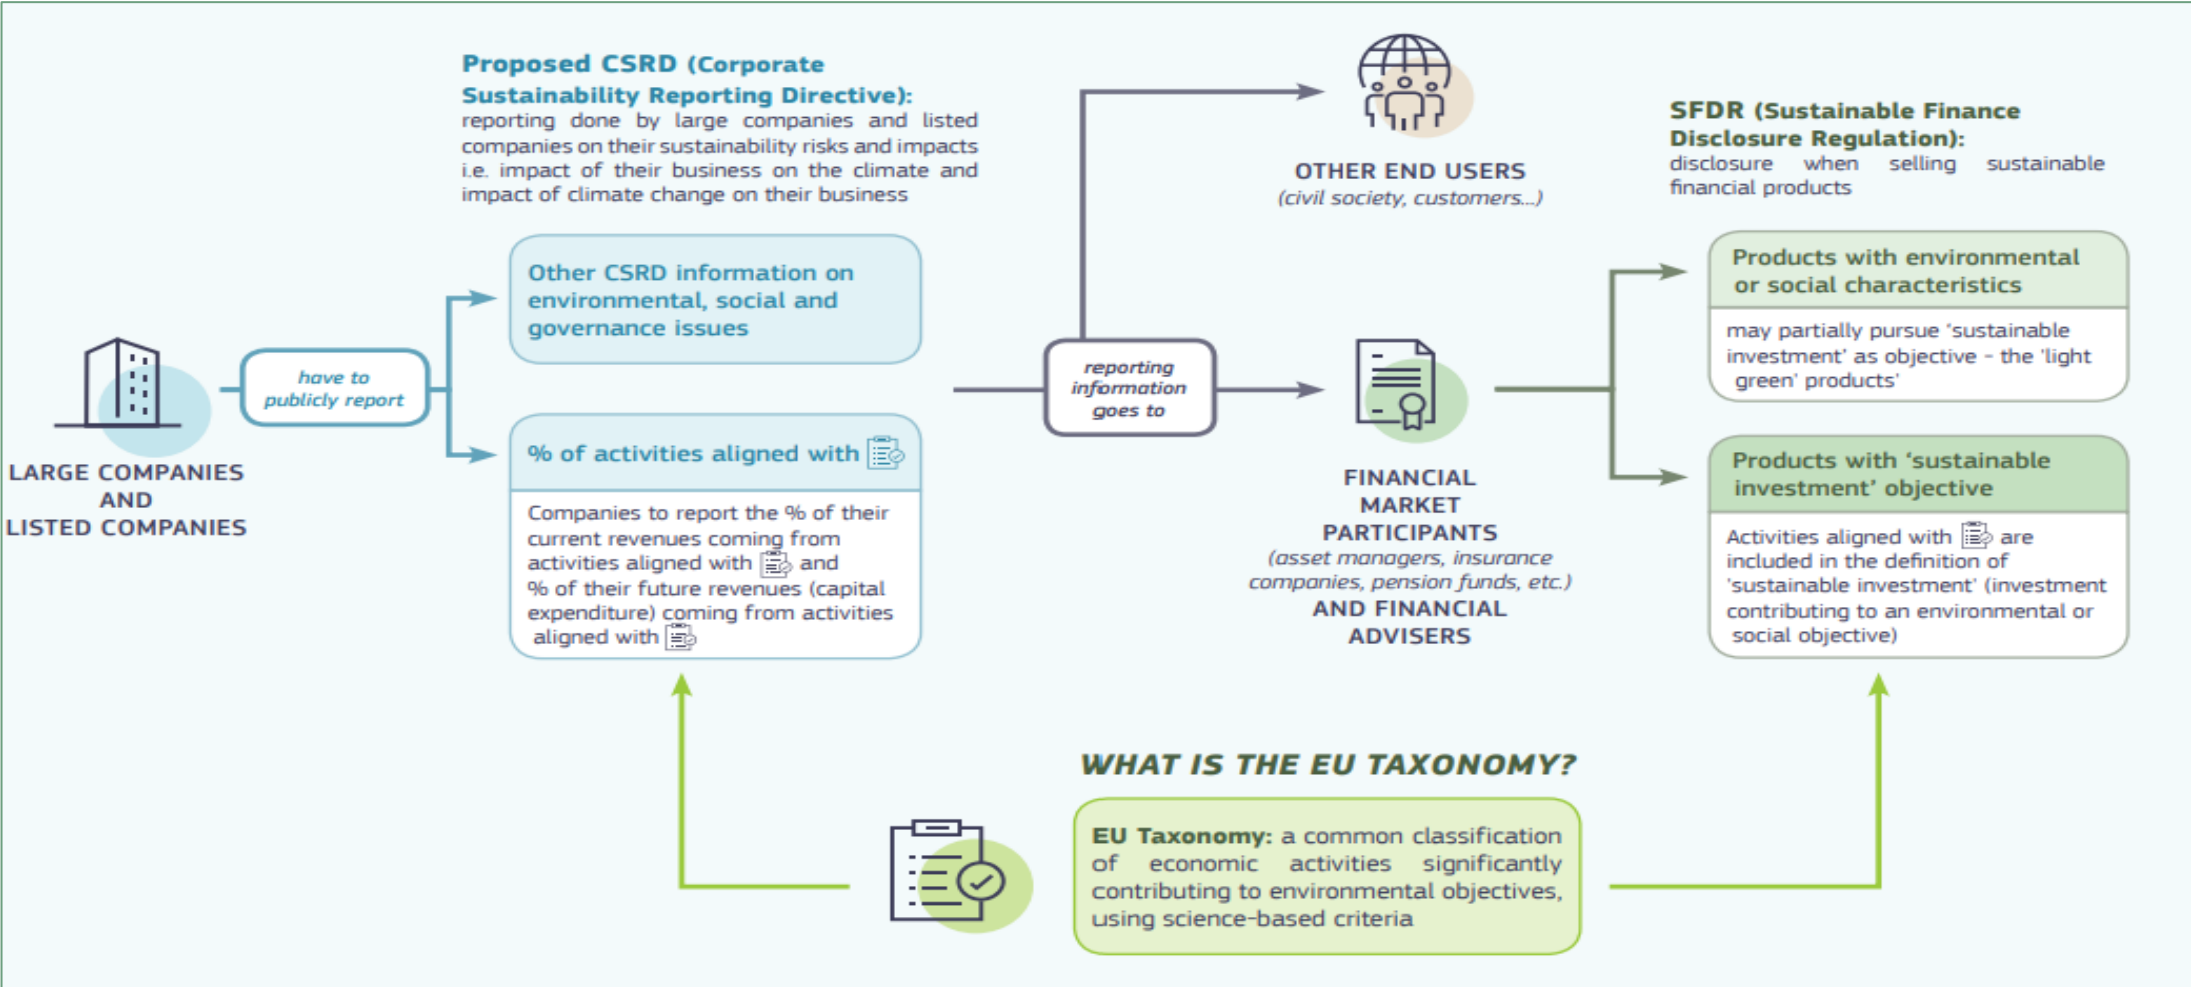 Proposed CSRD (Corporate
Sustainability Reporting Directive):
reporting done by large companies and listed
companies on their sustainability risks and impacts
i.e. impact of their business on the climate and
impact of climate change on their business
OTHER END USERS
(civil society, customers...)
SFDR (Sustainable Finance
Disclosure Regulation):
disclosure when selling sustainable
financial products
LARGE COMPANIES
AND
LISTED COMPANIES
have to
publicly report
Other CSRD information on
environmental, social and
governance issues
% of activities aligned with
Companies to report the % of their
current revenues coming from
activities aligned with and
% of their future revenues (capital
expenditure) coming from activities
aligned with
reporting
information
goes to
FINANCIAL
MARKET
PARTICIPANTS
(asset managers, insurance
companies, pension funds, etc.)
AND FINANCIAL
ADVISERS
Products with environmental
or social characteristics
may partially pursue ‘sustainable
investment’ as objective - the ‘light
green’ products’
Products with ‘sustainable
investment’ objective
Activities aligned with are
included in the definition of
‘sustainable investment’ (investment
contributing to an environmental or
social objective)
WHAT IS THE EU TAXONOMY?
EU Taxonomy: a common classification
of economic activities significantly
contributing to environmental objectives,
using science-based criteria